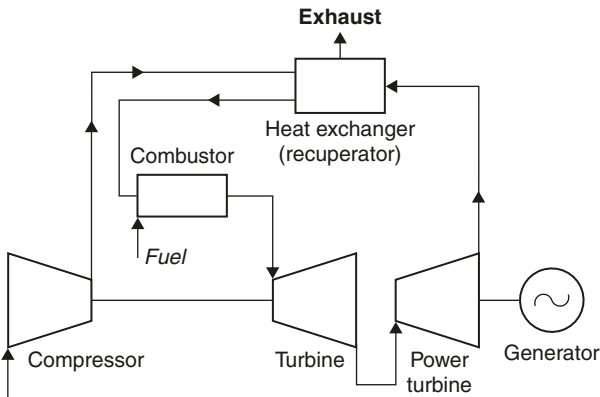 Exhaust
Heat exchanger
(recuperator)
Combustor
Fuel
Compressor
Turbine
Power
turbine
Generator